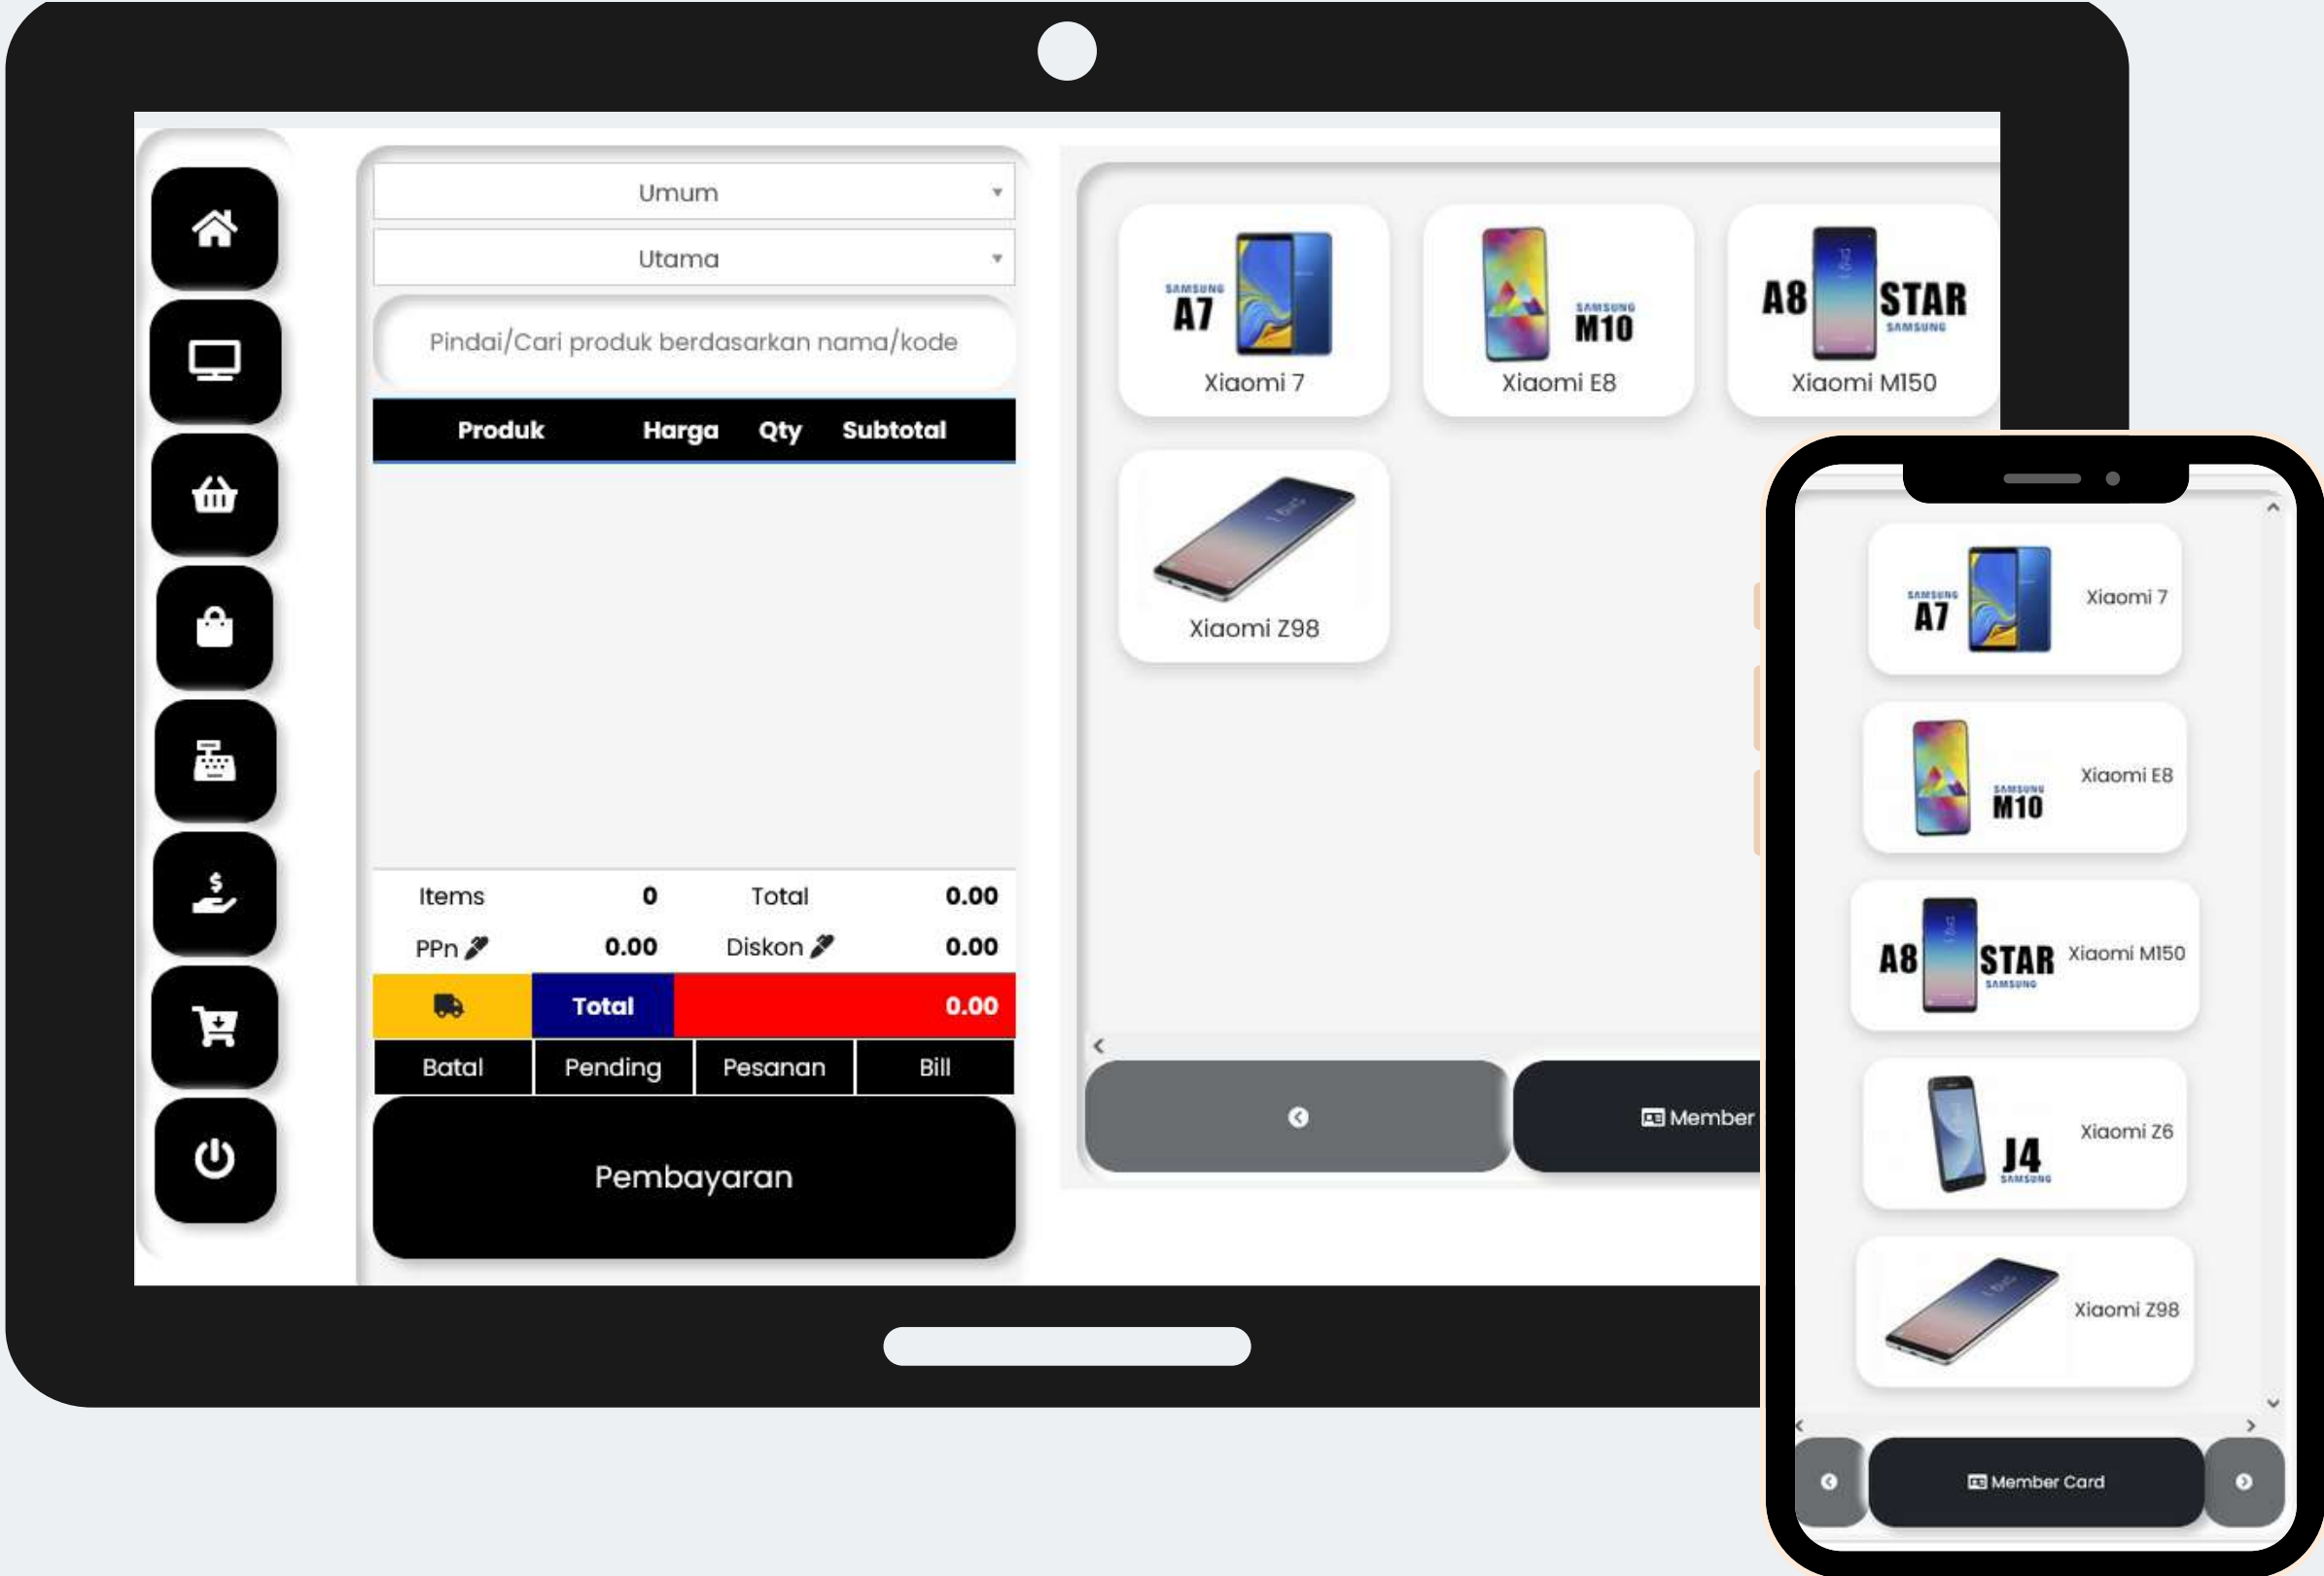 Umum
Utama
Pindai/Cari produk berdasarkan nama/kode
Produk Harga Qty Subtotal
Items 0 Total 0.00
PPn 0.00 Diskon 0.00
Total 0.00
Batal Pending Pesanan Bill
Pembayaran
SAMSUNG
A7
Xiaomi 7
SAMSUNG
M10
Xiaomi E8
A8 STAR
SAMSUNG
Xiaomi M150
Xiaomi Z98
Member
SAMSUNG
A7
Xiaomi 7
Xiaomi E8
SAMSUNG
M10
A8 STAR
SAMSUNG
Xiaomi M150
Xiaomi Z6
J4
SAMSUNG
Xiaomi Z98
Member Card